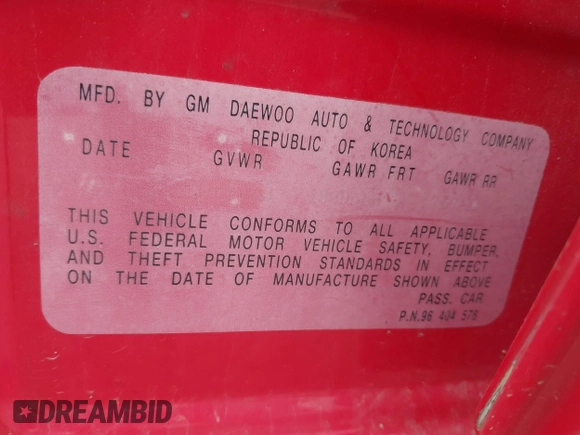 MFD. BY GM DAEWOO AUTO & TECHNOLOGY COMPANY
REPUBLIC OF KOREA
DATE GVWR GAWR FRT GAWR RR
THIS VEHICLE CONFORMS TO ALL APPLICABLE
U.S. FEDERAL MOTOR VEHICLE SAFETY, BUMPER,
AND THEFT PREVENTION STANDARDS IN EFFECT
ON THE DATE OF MANUFACTURE SHOWN ABOVE
PASS. CAR
P.N.96 404 576
DREAMBID